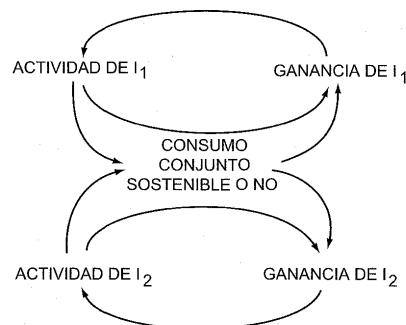 ACTIVIDAD DE I1
GANANCIA DE I1
CONSUMO
CONJUNTO
SOSTENIBLE O NO
ACTIVIDAD DE I2
GANANCIA DE I2